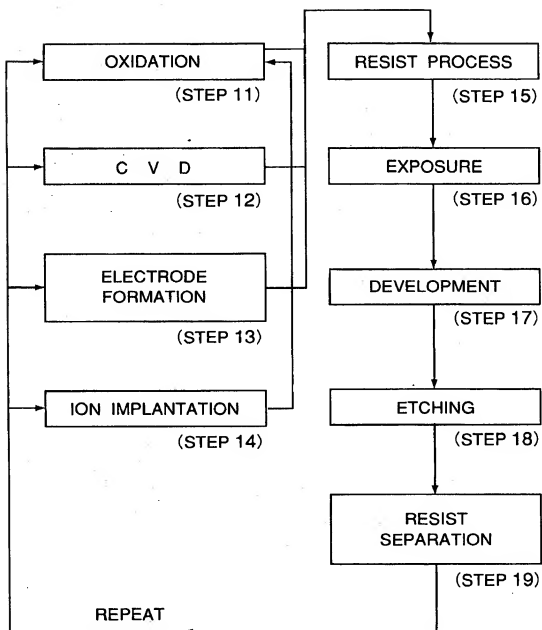 OXIDATION
(STEP 11)
C V D
(STEP 12)
ELECTRODE
FORMATION
(STEP 13)
ION IMPLANTATION
(STEP 14)
RESIST PROCESS
(STEP 15)
EXPOSURE
(STEP 16)
DEVELOPMENT
(STEP 17)
ETCHING
(STEP 18)
RESIST
SEPARATION
(STEP 19)
REPEAT